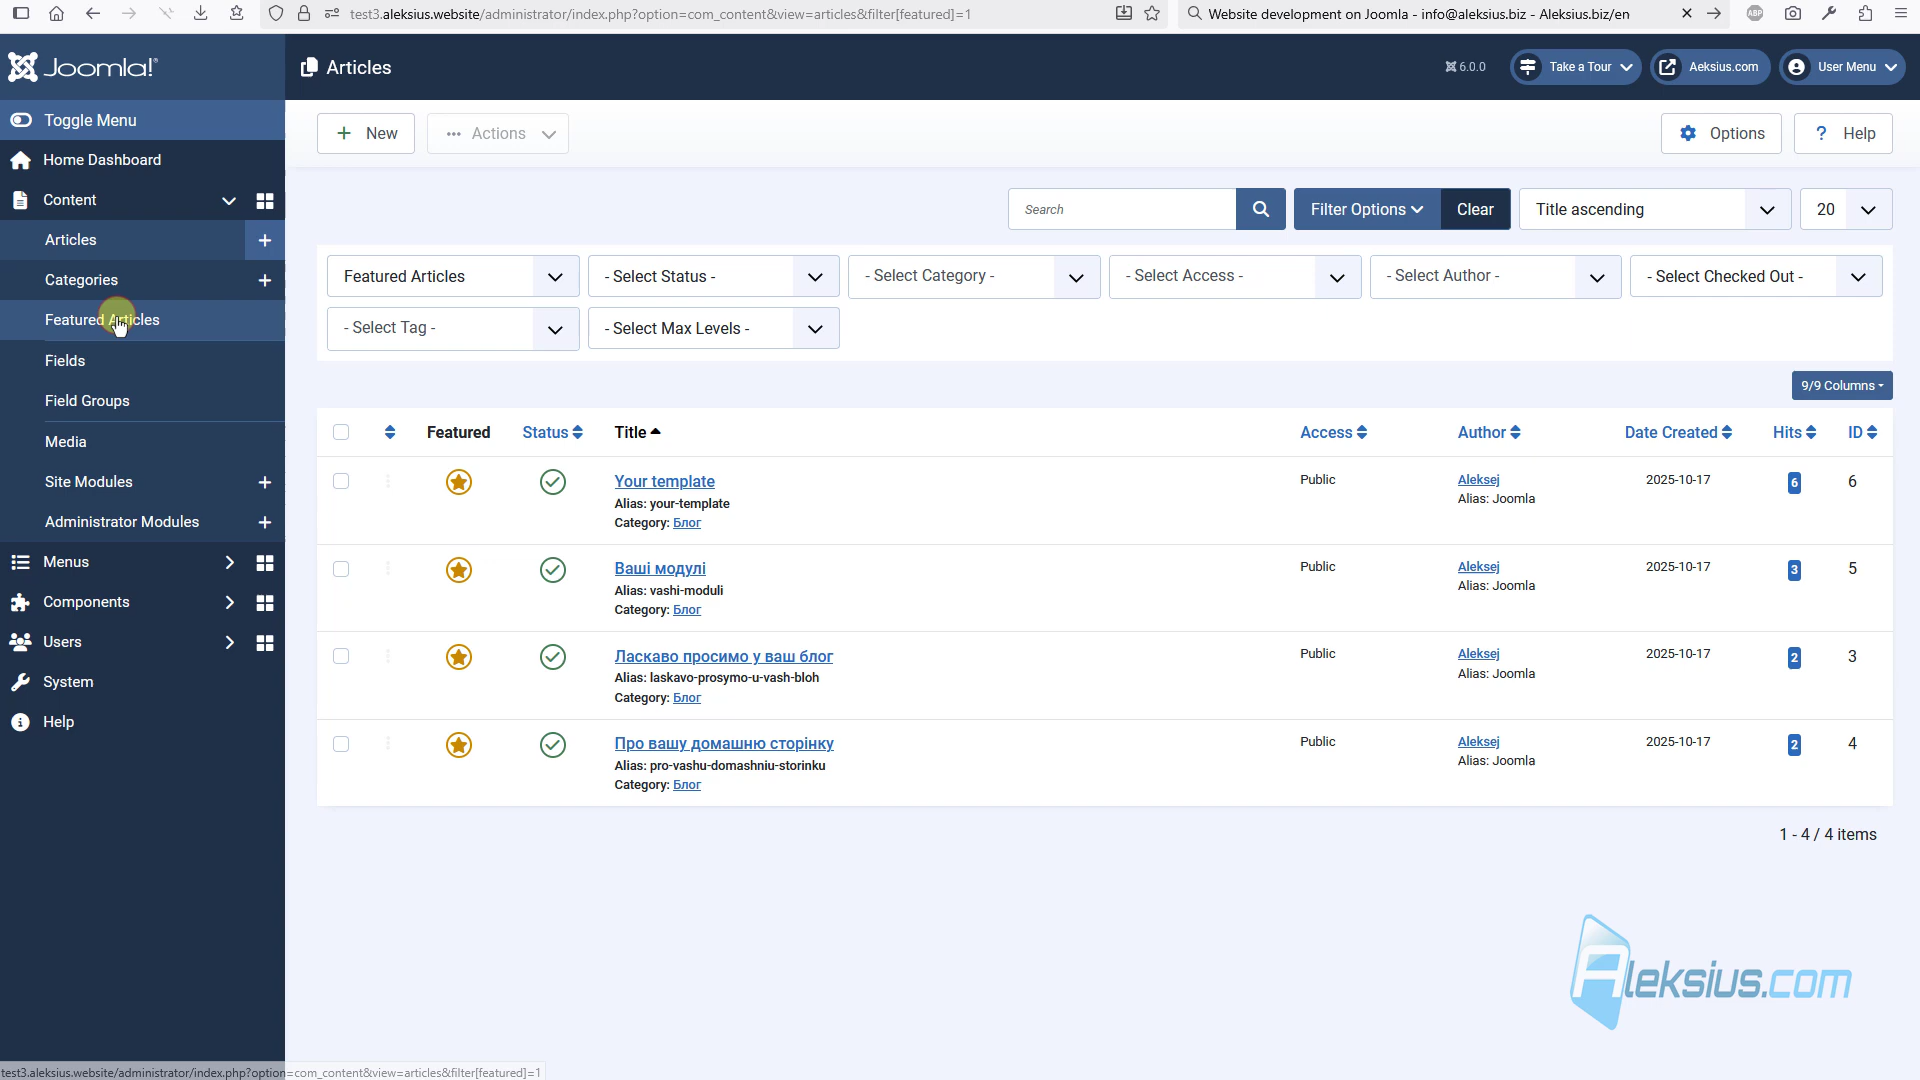 test3.aleksius.website/administrator/index.php?option=com_content&view=articles&filter[featured]=1
Website development on Joomla - info@aleksius.biz - Aleksius.biz/en
ABP
Joomla!
Articles
6.0.0
Take a Tour
Aeksius.com
User Menu
Toggle Menu
New
Actions
Options
Help
Home Dashboard
Content
Search
Filter Options
Clear
Title ascending
20
Articles
Categories
Featured Articles
- Select Status -
- Select Category -
- Select Access -
- Select Author -
- Select Checked Out -
Featured Articles
- Select Tag -
- Select Max Levels -
Fields
9/9 Columns
Field Groups
Media
Site Modules
Administrator Modules
Menus
Components
Users
System
Help
Featured Status Title Access Author Date Created Hits ID
Your template Public Aleksej 2025-10-17 6 6
Alias: your-template Alias: Joomla
Category: Блог
Ваші модулі Public Aleksej 2025-10-17 3 5
Alias: vashi-moduli Alias: Joomla
Category: Блог
Ласкаво просимо у ваш блог Public Aleksej 2025-10-17 2 3
Alias: laskavo-prosymo-u-vash-bloh Alias: Joomla
Category: Блог
Про вашу домашню сторінку Public Aleksej 2025-10-17 2 4
Alias: pro-vashu-domashniu-storinku Alias: Joomla
Category: Блог
1 - 4 / 4 items
Aleksius.com
test3.aleksius.website/administrator/index.php?option=com_content&view=articles&filter[featured]=1